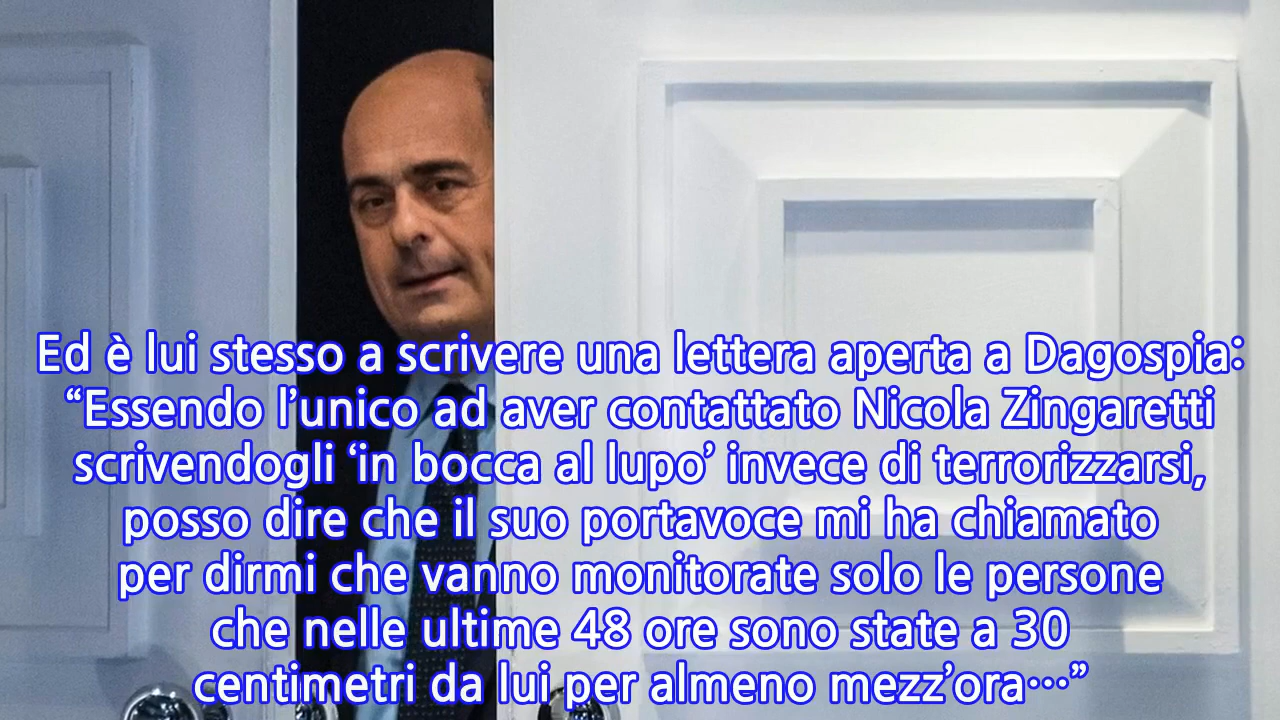 Ed è lui stesso a scrivere una lettera aperta a Dagospia:
“Essendo l’unico ad aver contattato Nicola Zingaretti
scrivendogli ‘in bocca al lupo’ invece di terrorizzarsi,
posso dire che il suo portavoce mi ha chiamato
per dirmi che vanno monitorate solo le persone
che nelle ultime 48 ore sono state a 30
centimetri da lui per almeno mezz’ora…”